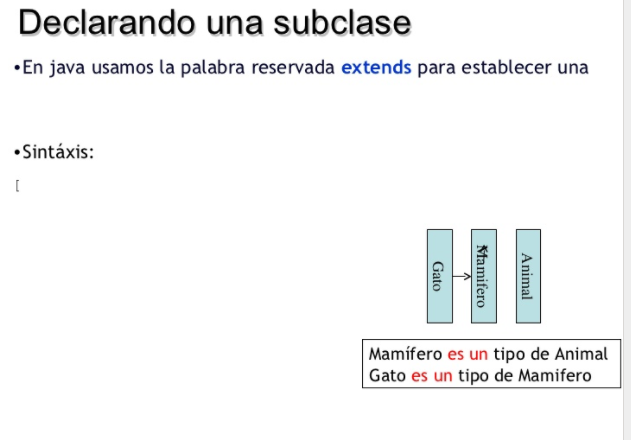 Declarando una subclase
•En java usamos la palabra reservada extends para establecer una
•Sintáxis:
[
Gato
Mamifero
Animal
Mamífero es un tipo de Animal
Gato es un tipo de Mamifero